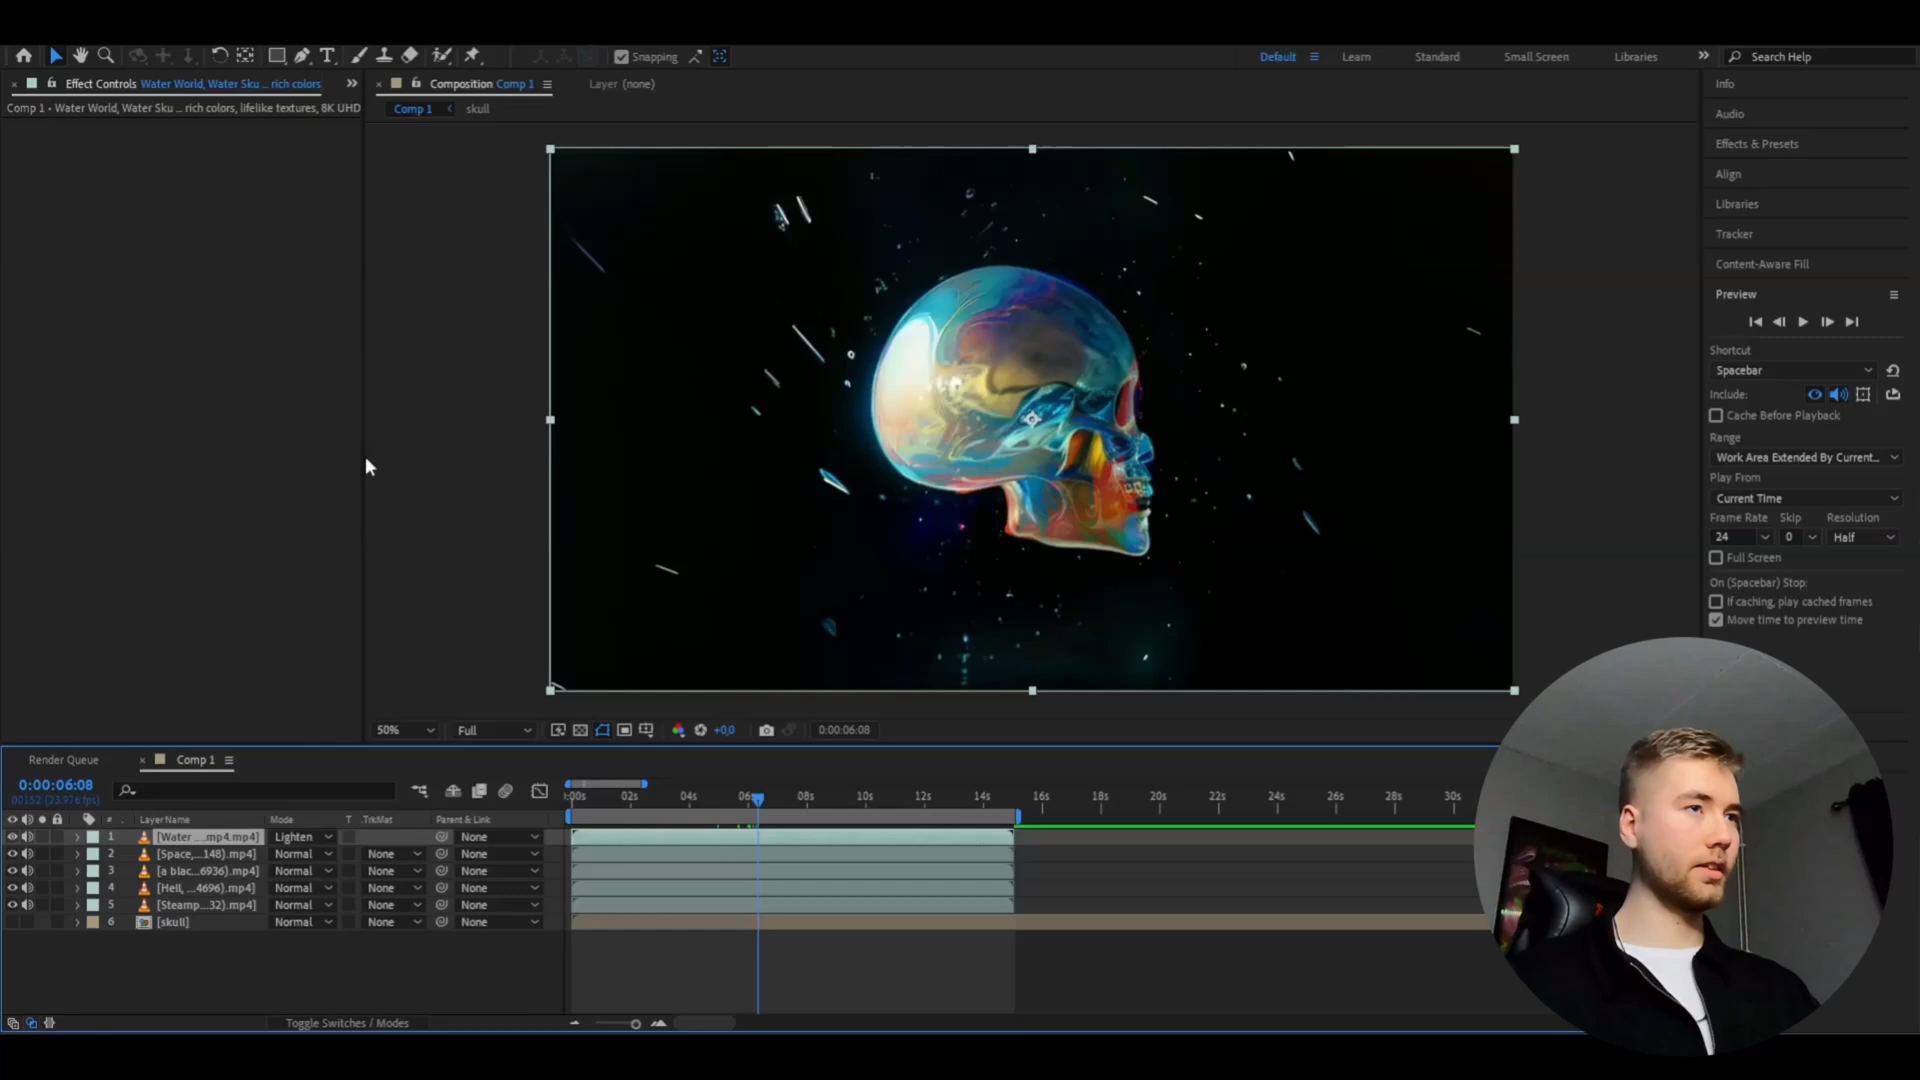 Snapping
Default
Learn
Standard
Small Screen
Libraries
Search Help
Effect Controls Water World, Water Sku ... rich colors
Composition Comp 1
Layer (none)
Comp 1 • Water World, Water Sku ... rich colors, lifelike textures, 8K UHD
Comp 1
skull
Info
Audio
Effects & Presets
Align
Libraries
Tracker
Content-Aware Fill
Preview
Shortcut
Spacebar
Include:
Cache Before Playback
Range
Work Area Extended By Current...
Play From
Current Time
Frame Rate Skip Resolution
24 0 Half
Full Screen
On (Spacebar) Stop:
If caching, play cached frames
Move time to preview time
50% Full +0,0 0:00:06:08
Render Queue Comp 1
0:00:06:08
00152 (23.976 fps)
:00s 02s 04s 06s 08s 10s 12s 14s 16s 18s 20s 22s 24s 26s 28s 30s
# Layer Name Mode T .TrkMat Parent & Link
1 [Water ...mp4.mp4] Lighten None
2 [Space,...148).mp4] Normal None None
3 [a blac...6936).mp4] Normal None None
4 [Hell, ...4696).mp4] Normal None None
5 [Steamp...32).mp4] Normal None None
6 [skull] Normal None None
Toggle Switches / Modes